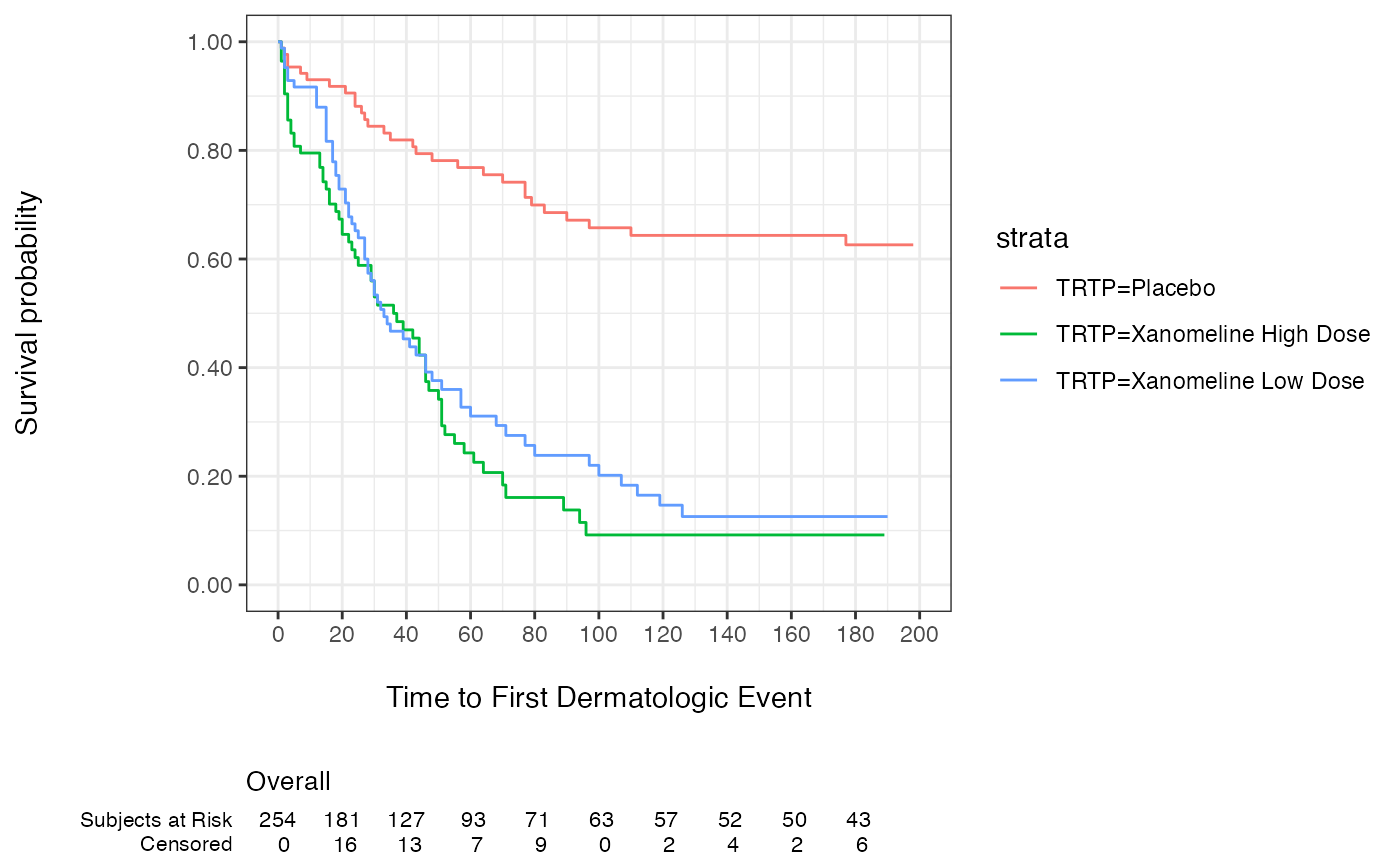 1.00
0.80
0.60
0.40
0.20
0.00
Survival probability
0 20 40 60 80 100 120 140 160 180 200
Time to First Dermatologic Event
strata
TRTP=Placebo
TRTP=Xanomeline High Dose
TRTP=Xanomeline Low Dose
Overall
Subjects at Risk 254 181 127 93 71 63 57 52 50 43
Censored 0 16 13 7 9 0 2 4 2 6